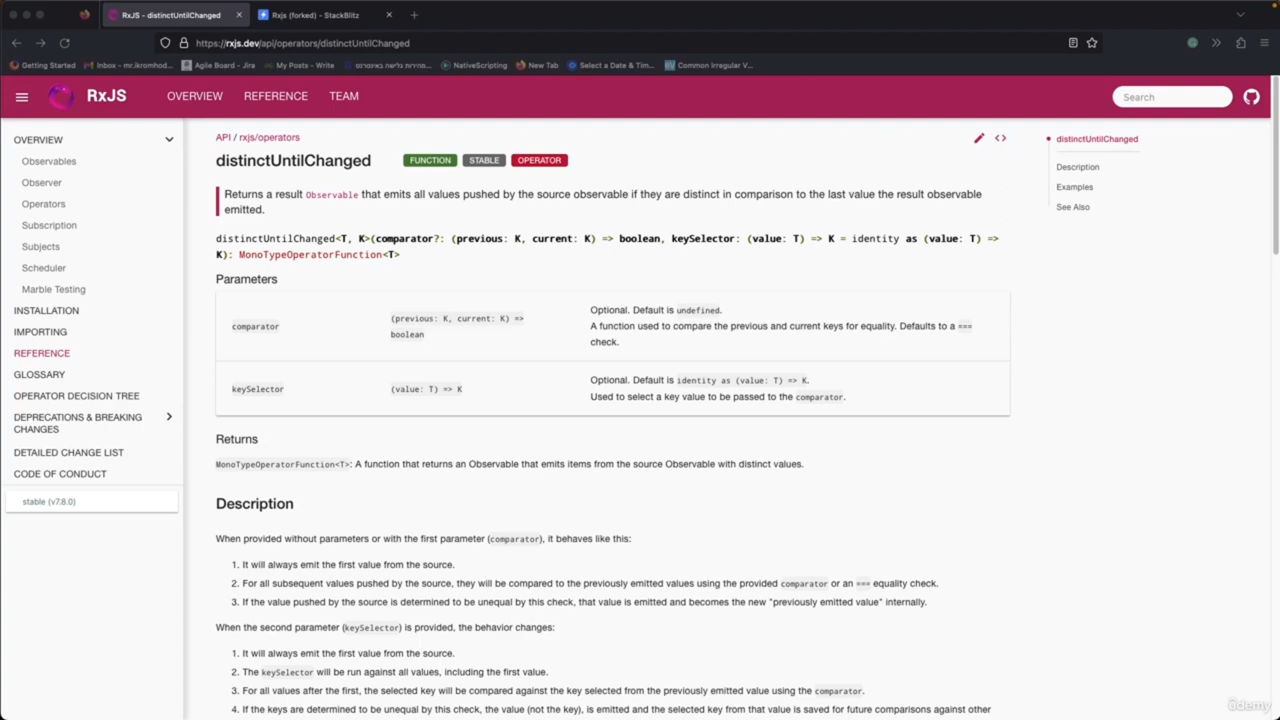 RxJS - distinctUntilChanged
Rxjs (forked) - StackBlitz
https://rxjs.dev/api/operators/distinctUntilChanged
Getting Started
Inbox - mr.ikromhod...
Agile Board - Jira
My Posts - Write
NativeScripting
New Tab
Select a Date & Tim...
Common Irregular V...
RxJS
OVERVIEW
REFERENCE
TEAM
Search
OVERVIEW
Observables
Observer
Operators
Subscription
Subjects
Scheduler
Marble Testing
INSTALLATION
IMPORTING
REFERENCE
GLOSSARY
OPERATOR DECISION TREE
DEPRECATIONS & BREAKING
CHANGES
DETAILED CHANGE LIST
CODE OF CONDUCT
stable (v7.8.0)
API / rxjs/operators
distinctUntilChanged
FUNCTION
STABLE
OPERATOR
Returns a result Observable that emits all values pushed by the source observable if they are distinct in comparison to the last value the result observable
emitted.
distinctUntilChanged<T, K>(comparator?: (previous: K, current: K) => boolean, keySelector: (value: T) => K = identity as (value: T) =>
K): MonoTypeOperatorFunction<T>
Parameters
comparator
(previous: K, current: K) =>
boolean
Optional. Default is undefined.
A function used to compare the previous and current keys for equality. Defaults to a ===
check.
keySelector
(value: T) => K
Optional. Default is identity as (value: T) => K.
Used to select a key value to be passed to the comparator.
Returns
MonoTypeOperatorFunction<T>: A function that returns an Observable that emits items from the source Observable with distinct values.
Description
When provided without parameters or with the first parameter (comparator), it behaves like this:
1. It will always emit the first value from the source.
2. For all subsequent values pushed by the source, they will be compared to the previously emitted values using the provided comparator or an === equality check.
3. If the value pushed by the source is determined to be unequal by this check, that value is emitted and becomes the new "previously emitted value" internally.
When the second parameter (keySelector) is provided, the behavior changes:
1. It will always emit the first value from the source.
2. The keySelector will be run against all values, including the first value.
3. For all values after the first, the selected key will be compared against the key selected from the previously emitted value using the comparator.
4. If the keys are determined to be unequal by this check, the value (not the key), is emitted and the selected key from that value is saved for future comparisons against other
distinctUntilChanged
Description
Examples
See Also
ûdemy